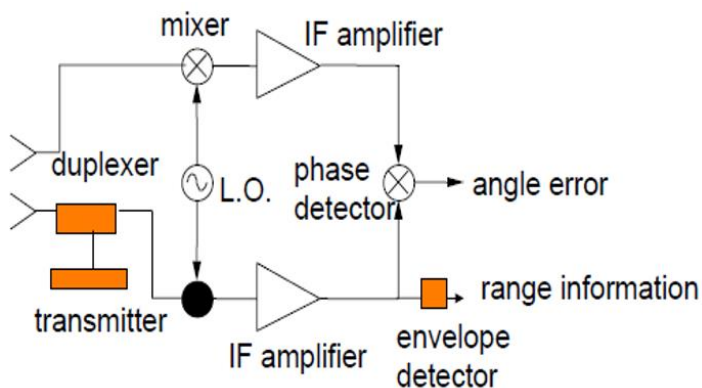 mixer
IF amplifier
duplexer
L.O.
phase
detector
angle error
transmitter
IF amplifier
range information
envelope
detector